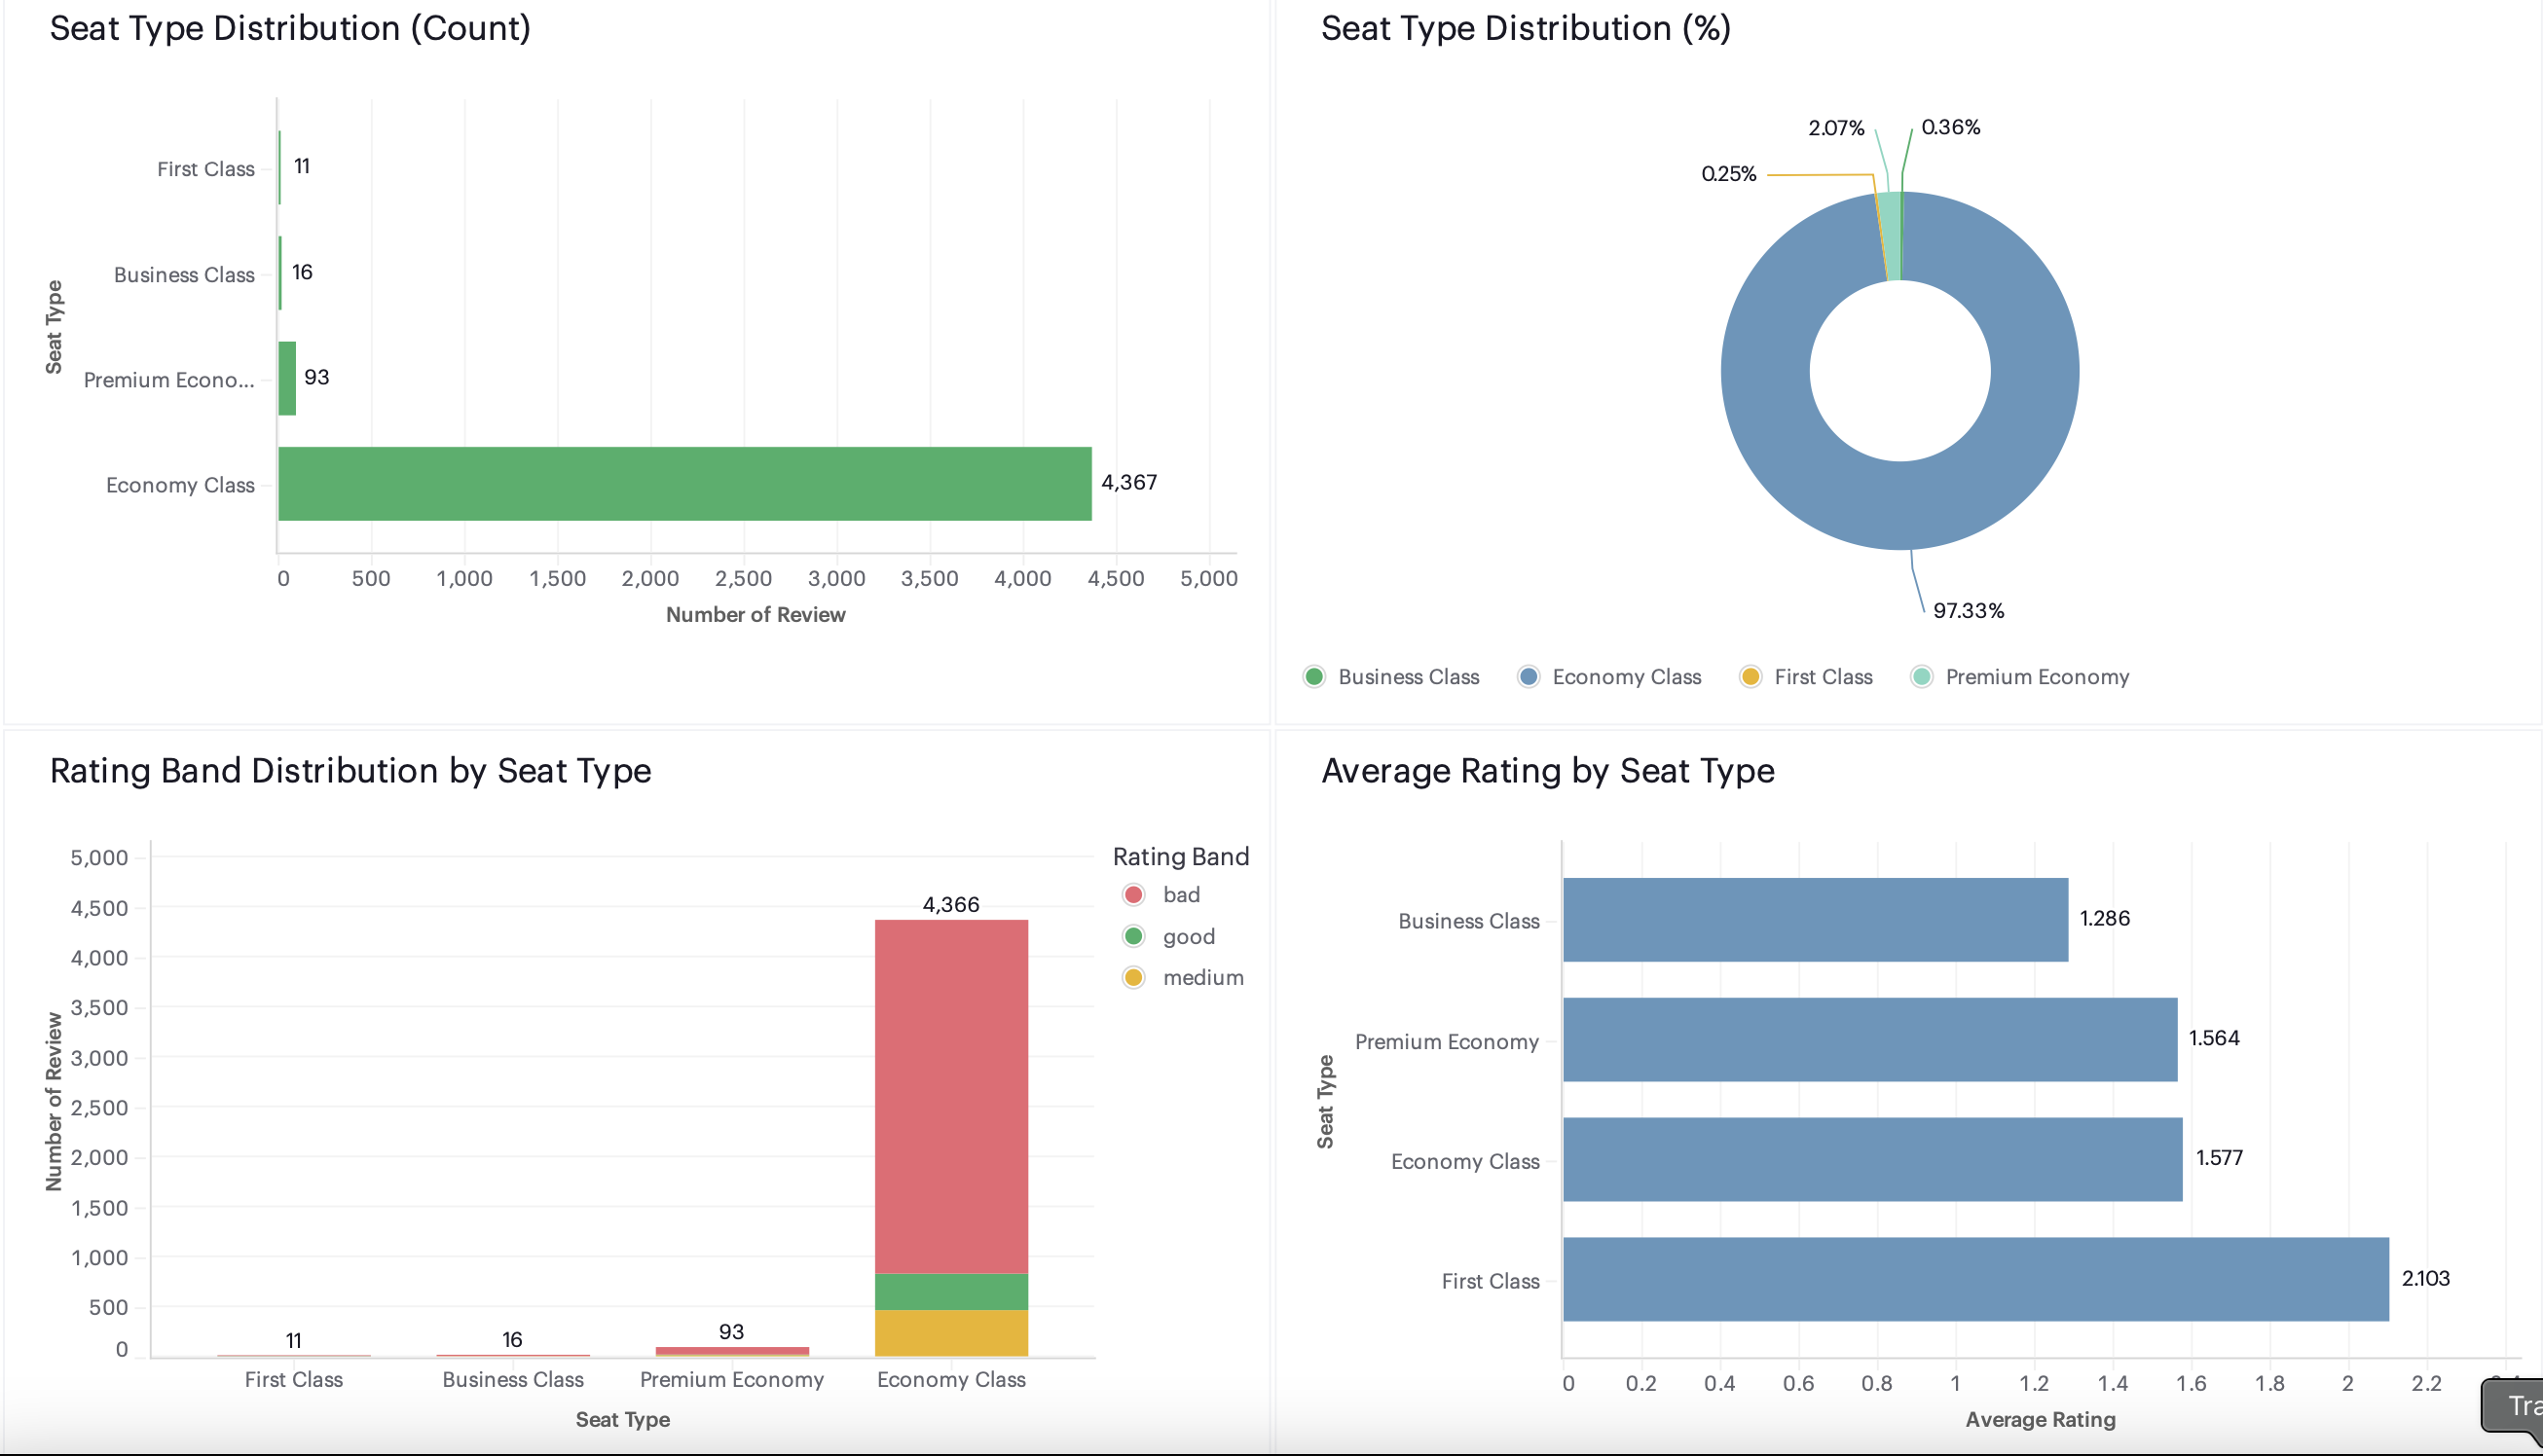 Seat Type Distribution (Count)
Seat Type
First Class
11
Business Class
16
Premium Econo...
93
Economy Class
4,367
0 500 1,000 1,500 2,000 2,500 3,000 3,500 4,000 4,500 5,000
Number of Review
Seat Type Distribution (%)
2.07%
0.36%
0.25%
97.33%
Business Class
Economy Class
First Class
Premium Economy
Rating Band Distribution by Seat Type
Number of Review
5,000
4,500
4,000
3,500
3,000
2,500
2,000
1,500
1,000
500
0
11
16
93
4,366
First Class
Business Class
Premium Economy
Economy Class
Seat Type
Rating Band
bad
good
medium
Average Rating by Seat Type
Seat Type
Business Class
1.286
Premium Economy
1.564
Economy Class
1.577
First Class
2.103
0 0.2 0.4 0.6 0.8 1 1.2 1.4 1.6 1.8 2 2.2
Average Rating